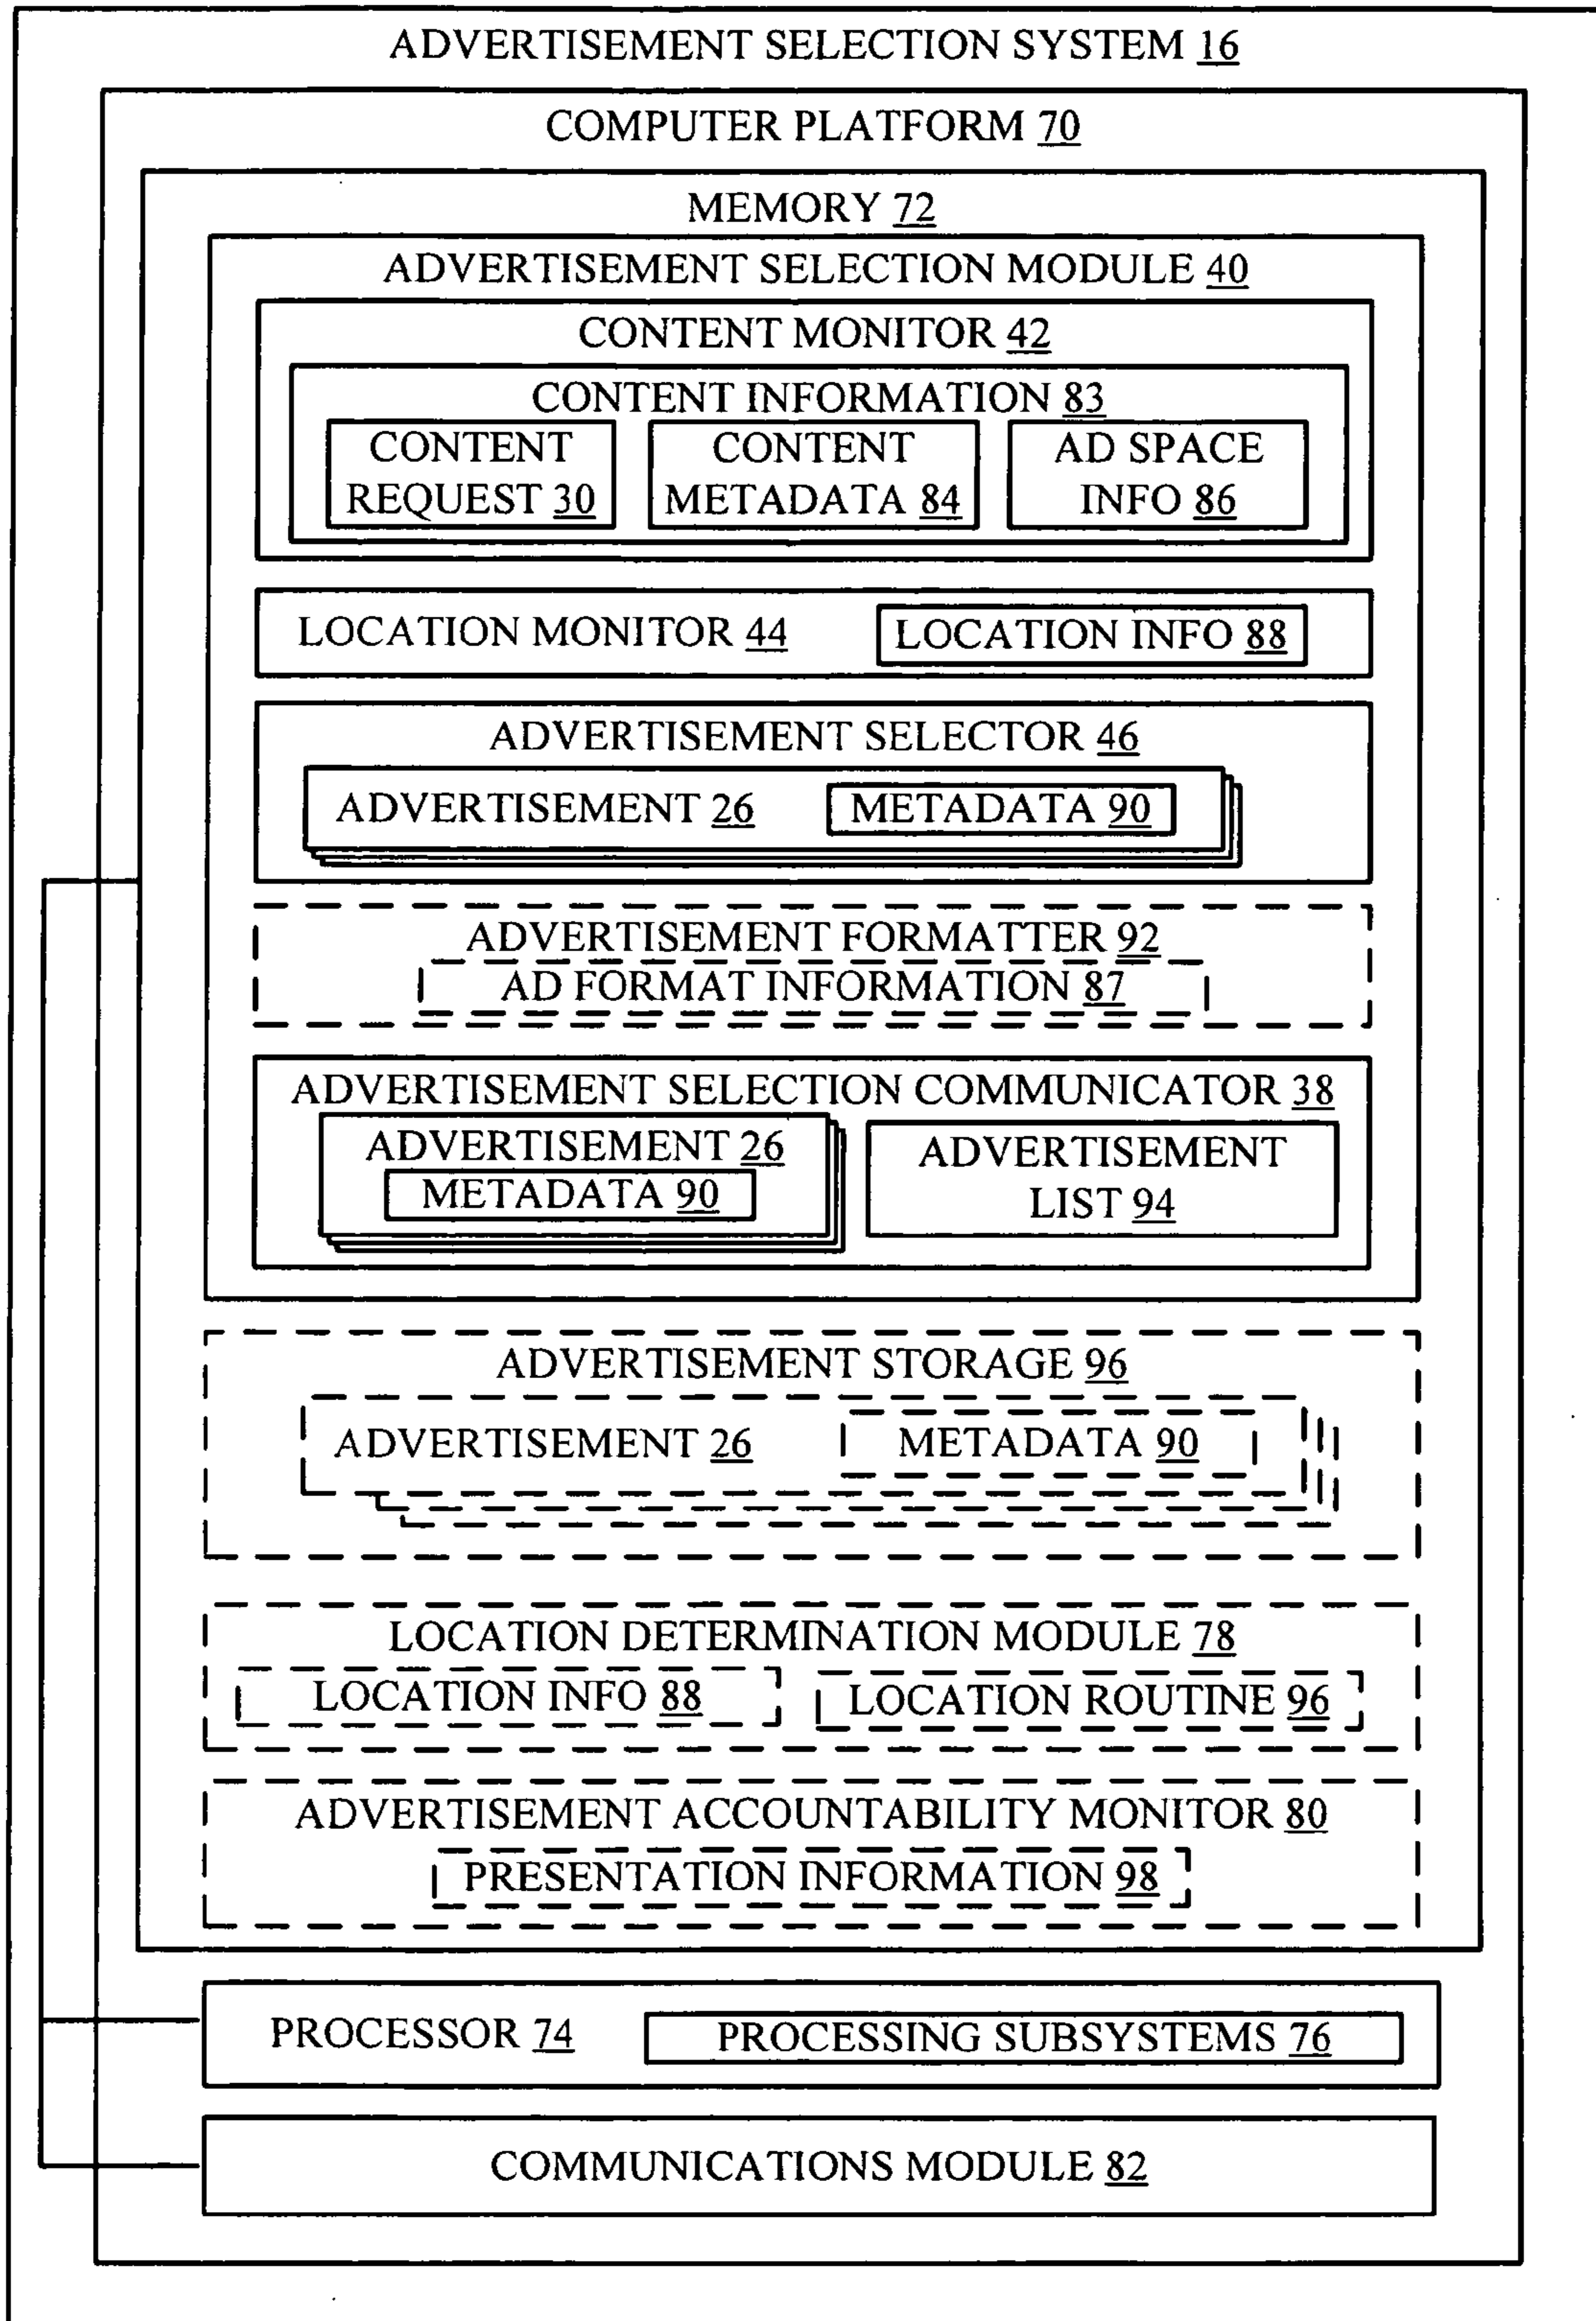 ADVERTISEMENT SELECTION SYSTEM 16
COMPUTER PLATFORM 70
MEMORY 72
ADVERTISEMENT SELECTION MODULE 40
CONTENT MONITOR 42
CONTENT INFORMATION 83
CONTENT
REQUEST 30
CONTENT
METADATA 84
AD SPACE
INFO 86
LOCATION MONITOR 44
LOCATION INFO 88
ADVERTISEMENT SELECTOR 46
ADVERTISEMENT 26
METADATA 90
ADVERTISEMENT FORMATTER 92
AD FORMAT INFORMATION 87
ADVERTISEMENT SELECTION COMMUNICATOR 38
ADVERTISEMENT 26
METADATA 90
ADVERTISEMENT
LIST 94
ADVERTISEMENT STORAGE 96
ADVERTISEMENT 26
METADATA 90
LOCATION DETERMINATION MODULE 78
LOCATION INFO 88
LOCATION ROUTINE 96
ADVERTISEMENT ACCOUNTABILITY MONITOR 80
PRESENTATION INFORMATION 98
PROCESSOR 74
PROCESSING SUBSYSTEMS 76
COMMUNICATIONS MODULE 82